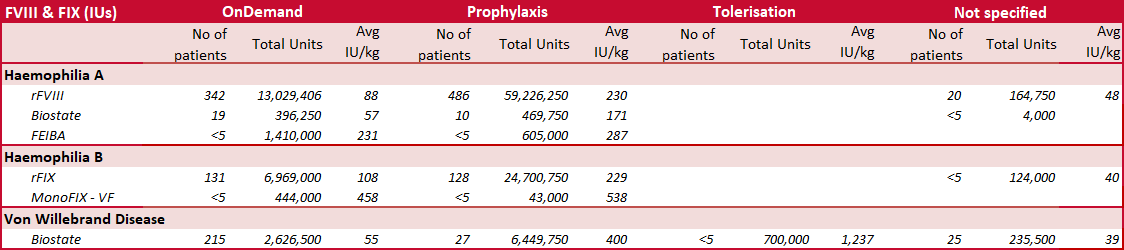 FVIII & FIX (IUs) OnDemand Prophylaxis Tolerisation Not specified
No of patients Total Units Avg IU/kg No of patients Total Units Avg IU/kg No of patients Total Units Avg IU/kg No of patients Total Units Avg IU/kg
Haemophilia A
rFVIII 342 13,029,406 88 486 59,226,250 230 20 164,750 48
Biostate 19 396,250 57 10 469,750 171 <5 4,000
FEIBA <5 1,410,000 231 <5 605,000 287
Haemophilia B
rFIX 131 6,969,000 108 128 24,700,750 229 <5 124,000 40
MonoFIX - VF <5 444,000 458 <5 43,000 538
Von Willebrand Disease
Biostate 215 2,626,500 55 27 6,449,750 400 <5 700,000 1,237 25 235,500 39